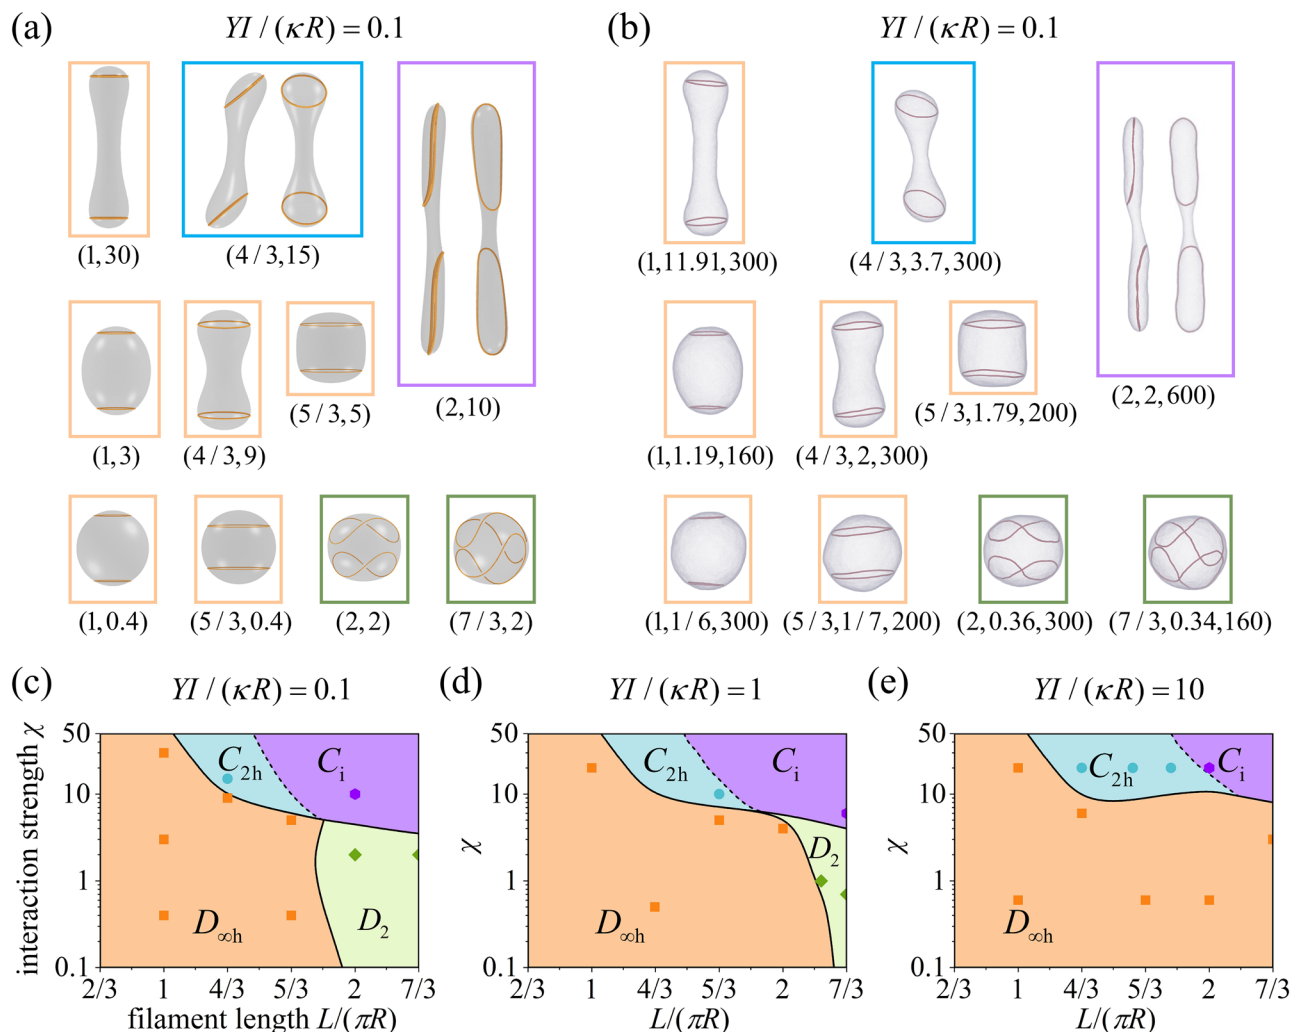 (a) YI / (κR) = 0.1
(1, 30)
(4 / 3, 15)
(2, 10)
(1, 3)
(4 / 3, 9)
(5 / 3, 5)
(1, 0.4)
(5 / 3, 0.4)
(2, 2)
(7 / 3, 2)
(b) YI / (κR) = 0.1
(1, 11.91, 300)
(4 / 3, 3.7, 300)
(2, 2, 600)
(1, 1.19, 160)
(4 / 3, 2, 300)
(5 / 3, 1.79, 200)
(1, 1 / 6, 300)
(5 / 3, 1 / 7, 200)
(2, 0.36, 300)
(7 / 3, 0.34, 160)
(c) YI / (κR) = 0.1
interaction strength χ
50
10
1
0.1
C2h
Ci
D∞h
D2
2/3 1 4/3 5/3 2 7/3
filament length L/(πR)
(d) YI / (κR) = 1
χ
50
10
1
0.1
C2h
Ci
D∞h
D2
2/3 1 4/3 5/3 2 7/3
L/(πR)
(e) YI / (κR) = 10
χ
50
10
1
0.1
C2h
Ci
D∞h
2/3 1 4/3 5/3 2 7/3
L/(πR)